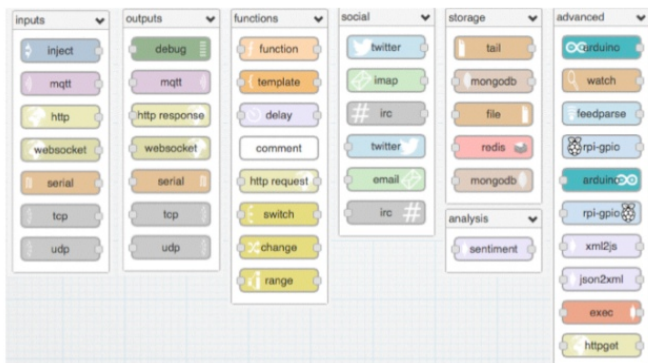 inputs
inject
mqtt
http
websocket
serial
tcp
udp
outputs
debug
mqtt
http response
websocket
serial
tcp
udp
functions
function
template
delay
comment
http request
switch
change
range
social
twitter
imap
irc
twitter
email
irc
storage
tail
mongodb
file
redis
mongodb
analysis
sentiment
advanced
arduino
watch
feedparse
rpi-gpio
arduino
rpi-gpio
xml2js
json2xml
exec
httpget